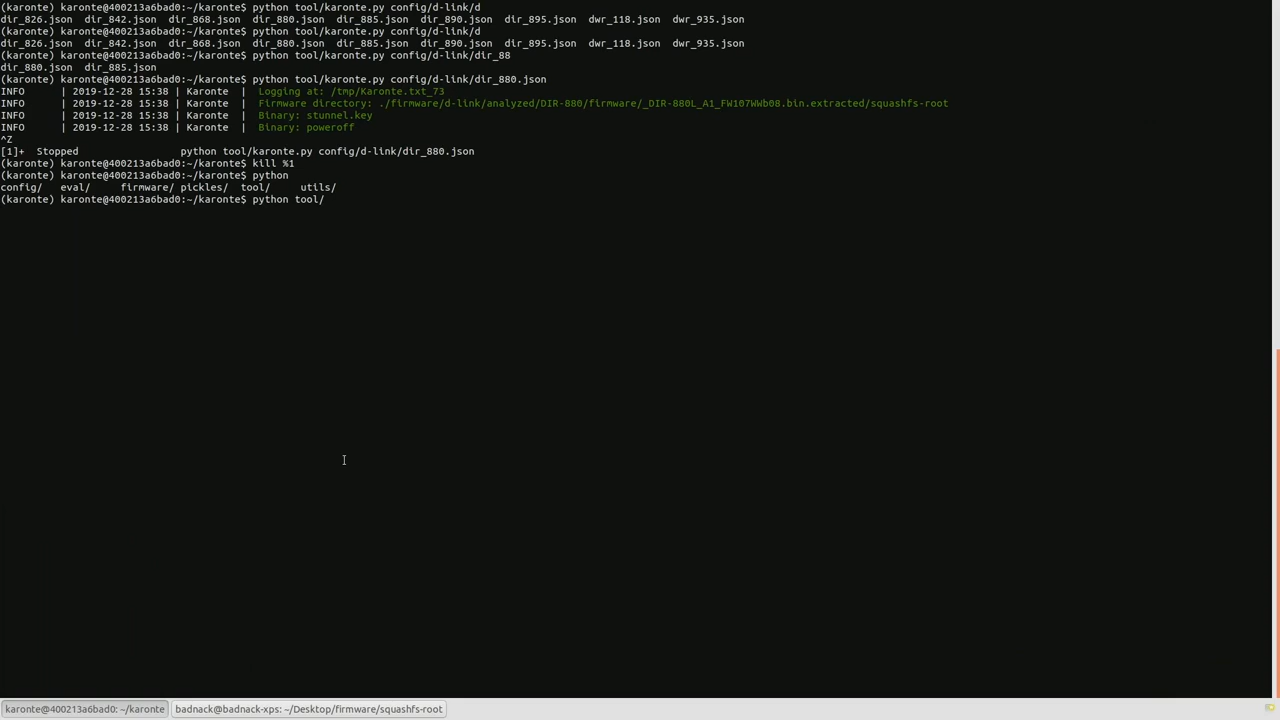 (karonte) karonte@400213a6bad0:~/karonte$ python tool/karonte.py config/d-link/d
dir_826.json  dir_842.json  dir_868.json  dir_880.json  dir_885.json  dir_890.json  dir_895.json  dwr_118.json  dwr_935.json
(karonte) karonte@400213a6bad0:~/karonte$ python tool/karonte.py config/d-link/d
dir_826.json  dir_842.json  dir_868.json  dir_880.json  dir_885.json  dir_890.json  dir_895.json  dwr_118.json  dwr_935.json
(karonte) karonte@400213a6bad0:~/karonte$ python tool/karonte.py config/d-link/dir_88
dir_880.json  dir_885.json
(karonte) karonte@400213a6bad0:~/karonte$ python tool/karonte.py config/d-link/dir_880.json
INFO      | 2019-12-28 15:38 | Karonte  |  Logging at: /tmp/Karonte.txt_73
INFO      | 2019-12-28 15:38 | Karonte  |  Firmware directory: ./firmware/d-link/analyzed/DIR-880/firmware/_DIR-880L_A1_FW107WWb08.bin.extracted/squashfs-root
INFO      | 2019-12-28 15:38 | Karonte  |  Binary: stunnel.key
INFO      | 2019-12-28 15:38 | Karonte  |  Binary: poweroff
^Z
[1]+  Stopped                 python tool/karonte.py config/d-link/dir_880.json
(karonte) karonte@400213a6bad0:~/karonte$ kill %1
(karonte) karonte@400213a6bad0:~/karonte$ python
config/   eval/     firmware/ pickles/  tool/     utils/
(karonte) karonte@400213a6bad0:~/karonte$ python tool/
karonte@400213a6bad0: ~/karonte
badnack@badnack-xps: ~/Desktop/firmware/squashfs-root